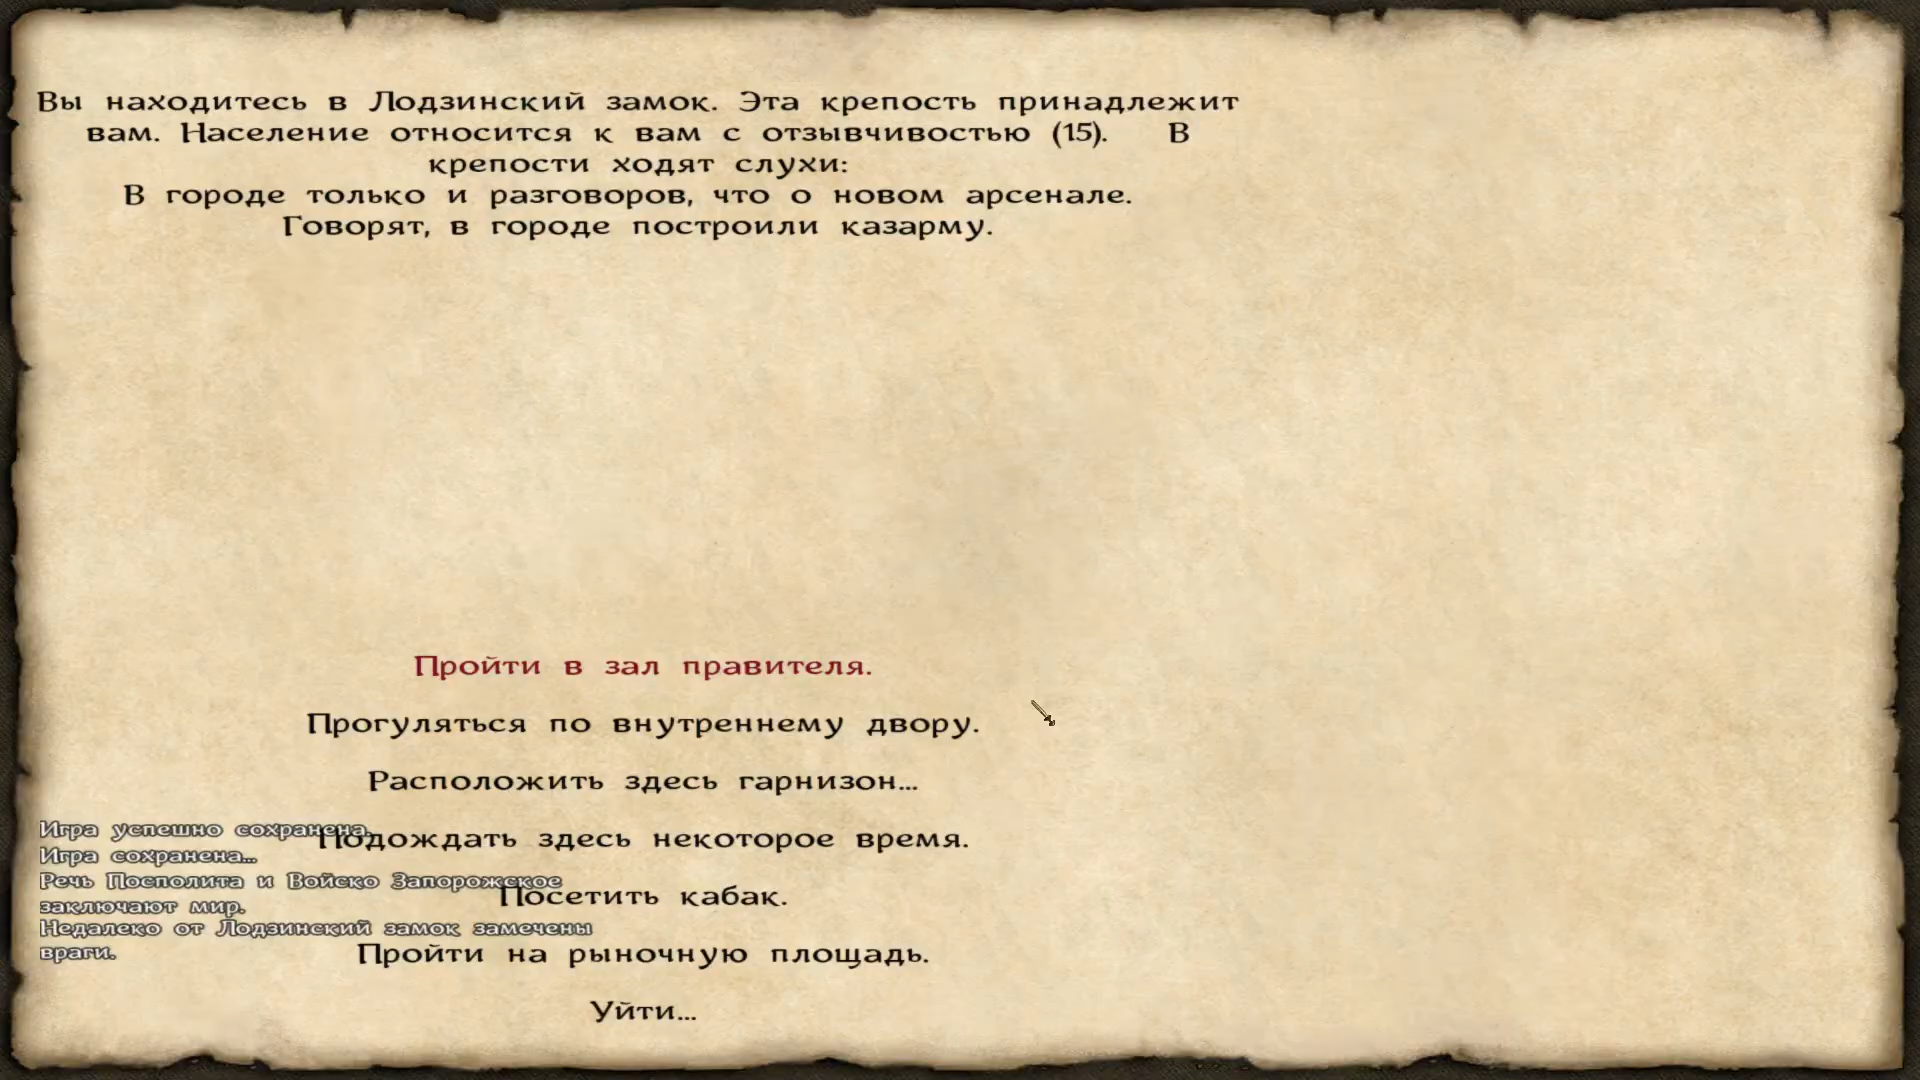 Вы находитесь в Лодзинский замок. Эта крепость принадлежит
вам. Население относится к вам с отзывчивостью (15). В
крепости ходят слухи:
В городе только и разговоров, что о новом арсенале.
Говорят, в городе построили казарму.
Пройти в зал правителя.
Прогуляться по внутреннему двору.
Расположить здесь гарнизон...
Подождать здесь некоторое время.
Посетить кабак.
Пройти на рыночную площадь.
Уйти...
Игра успешно сохранена.
Игра сохранена...
Речь Посполита и Войско Запорожское
заключают мир.
Недалеко от Лодзинский замок замечены
враги.